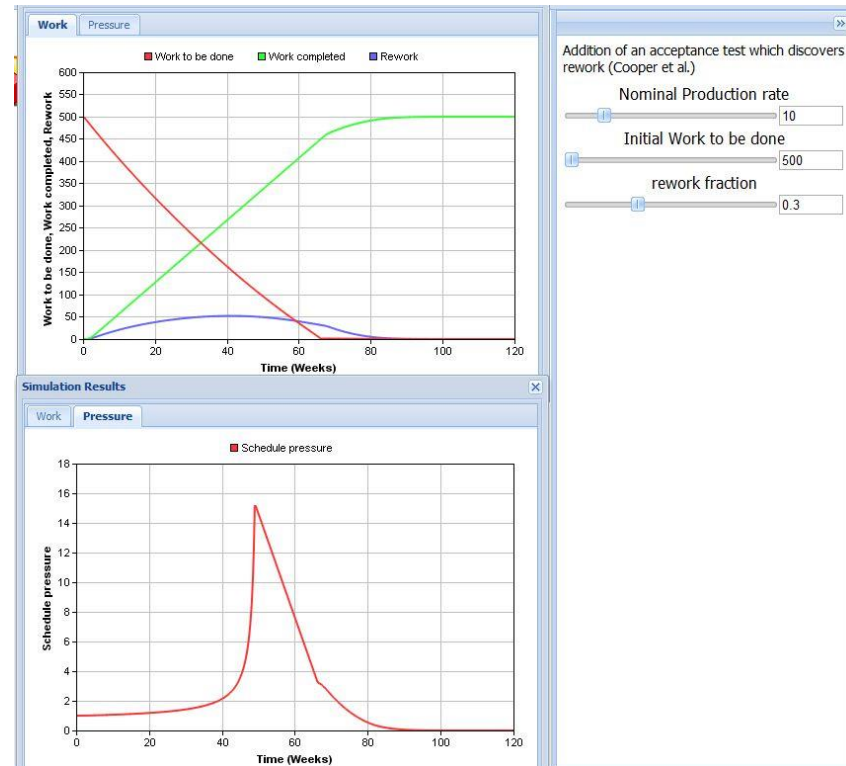 Work Pressure
Work to be done Work completed Rework
600
550
500
450
400
350
300
250
200
150
100
50
0
Work to be done, Work completed, Rework
0 20 40 60 80 100 120
Time (Weeks)
Simulation Results
Work Pressure
Schedule pressure
18
16
14
12
10
8
6
4
2
0
Schedule pressure
0 20 40 60 80 100 120
Time (Weeks)
Addition of an acceptance test which discovers
rework (Cooper et al.)
Nominal Production rate
10
Initial Work to be done
500
rework fraction
0.3